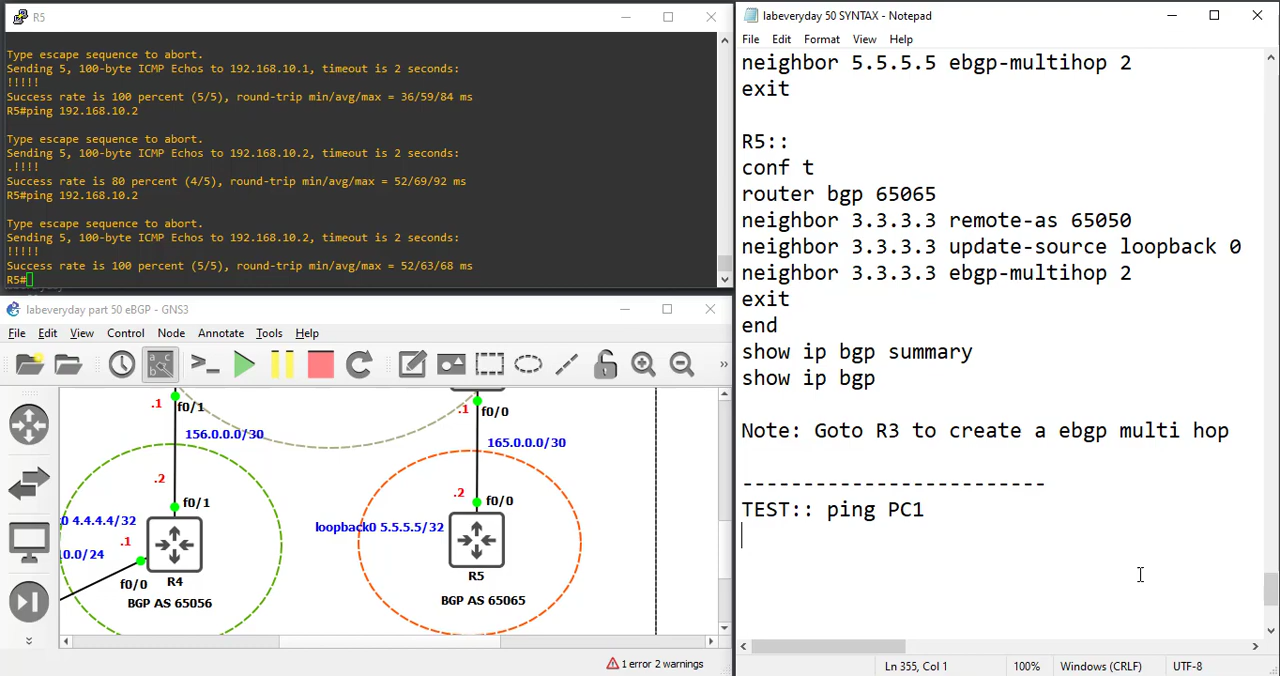 R5
Type escape sequence to abort.
Sending 5, 100-byte ICMP Echos to 192.168.10.1, timeout is 2 seconds:
!!!!!
Success rate is 100 percent (5/5), round-trip min/avg/max = 36/59/84 ms
R5#ping 192.168.10.2
Type escape sequence to abort.
Sending 5, 100-byte ICMP Echos to 192.168.10.2, timeout is 2 seconds:
.!!!!
Success rate is 80 percent (4/5), round-trip min/avg/max = 52/69/92 ms
R5#ping 192.168.10.2
Type escape sequence to abort.
Sending 5, 100-byte ICMP Echos to 192.168.10.2, timeout is 2 seconds:
!!!!!
Success rate is 100 percent (5/5), round-trip min/avg/max = 52/63/68 ms
R5#
labeveryday part 50 eBGP - GNS3
File Edit View Control Node Annotate Tools Help
.1 f0/1
156.0.0.0/30
.2 f0/1
0 4.4.4.4/32
.1
0.0/24
f0/0
R4
BGP AS 65056
.1 f0/0
165.0.0.0/30
.2 f0/0
loopback0 5.5.5.5/32
R5
BGP AS 65065
1 error 2 warnings
labeveryday 50 SYNTAX - Notepad
File Edit Format View Help
neighbor 5.5.5.5 ebgp-multihop 2
exit
R5::
conf t
router bgp 65065
neighbor 3.3.3.3 remote-as 65050
neighbor 3.3.3.3 update-source loopback 0
neighbor 3.3.3.3 ebgp-multihop 2
exit
end
show ip bgp summary
show ip bgp
Note: Goto R3 to create a ebgp multi hop
-------------------------
TEST:: ping PC1
Ln 355, Col 1 100% Windows (CRLF) UTF-8